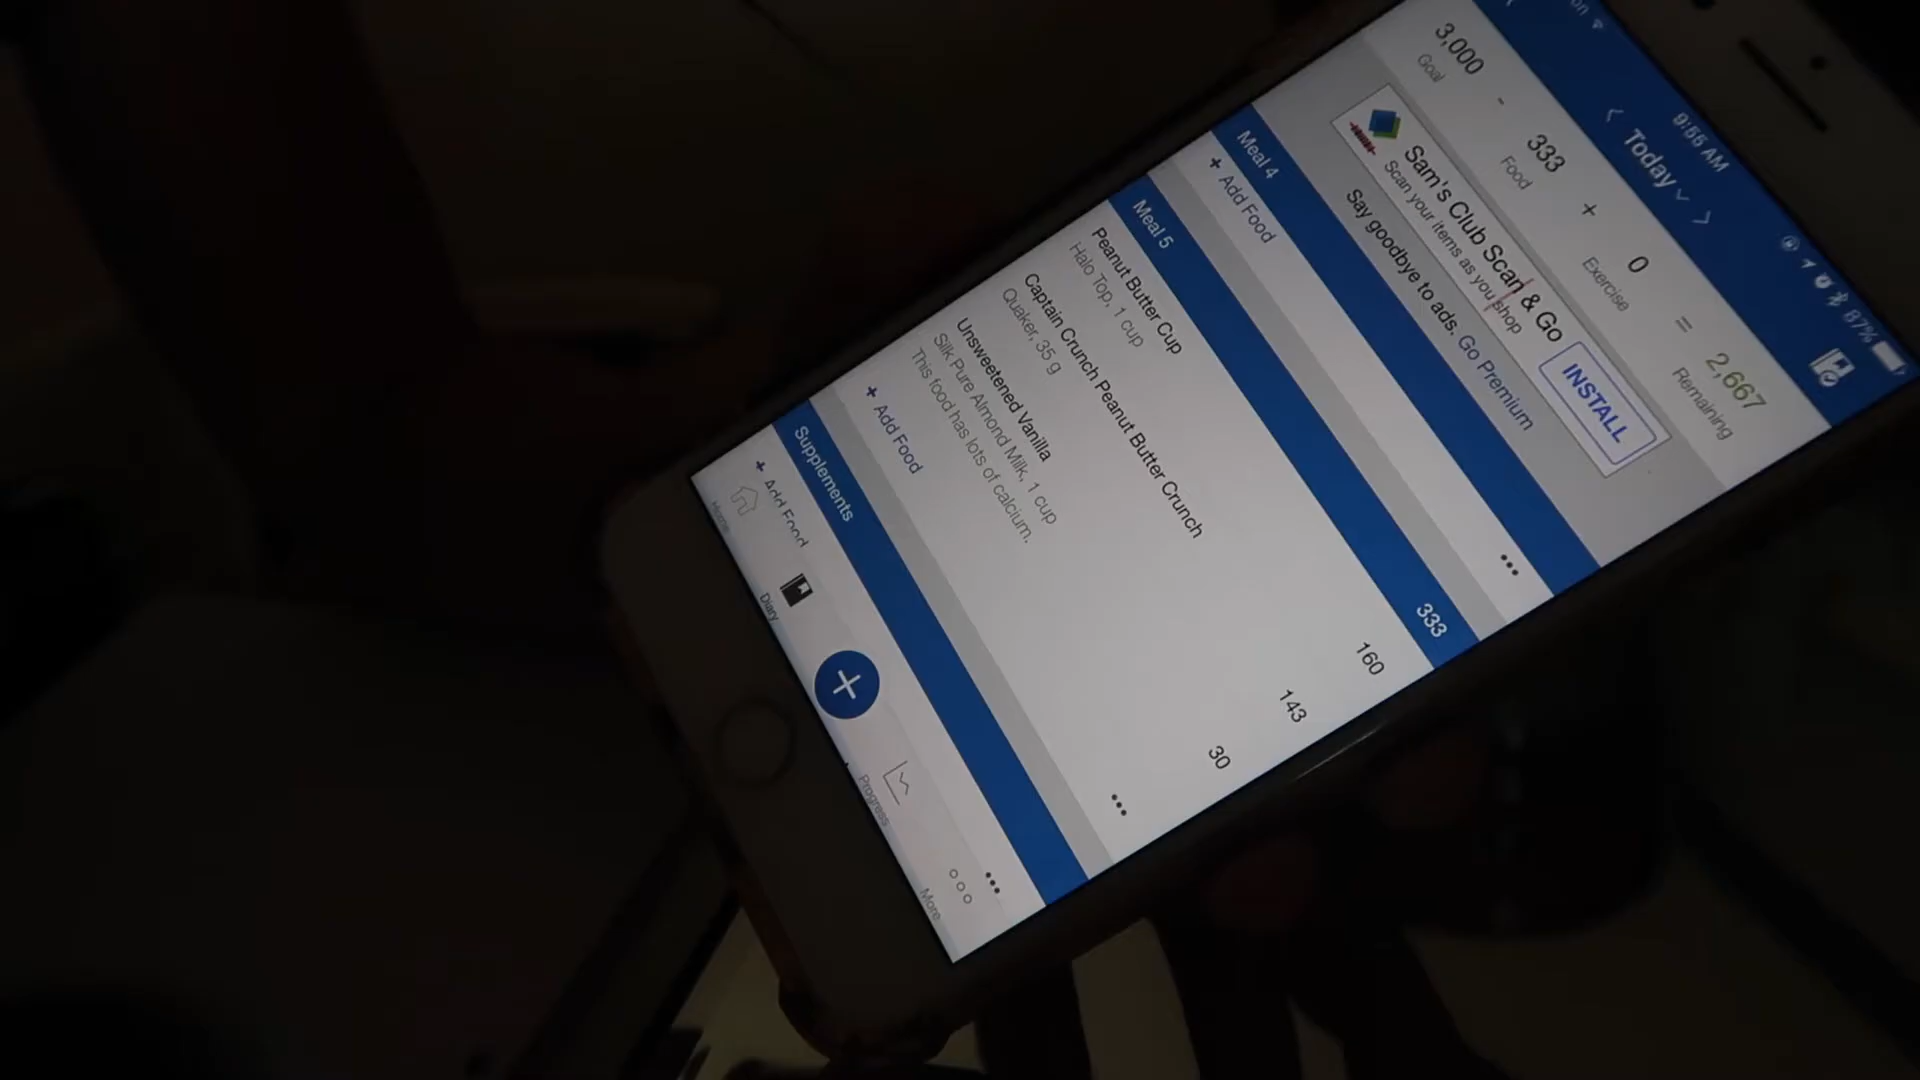 9:55 AM
87%
Today
3,000 - 333 + 0 = 2,667
Goal Food Exercise Remaining
Sam's Club Scan & Go
Scan your items as you shop
INSTALL
Say goodbye to ads. Go Premium
Meal 4
+ Add Food
Meal 5 333
Peanut Butter Cup 160
Halo Top, 1 cup
Captain Crunch Peanut Butter Crunch 143
Quaker, 35 g
Unsweetened Vanilla 30
Silk Pure Almond Milk, 1 cup
This food has lots of calcium.
+ Add Food
Supplements
+ Add Food
Home Diary Progress More